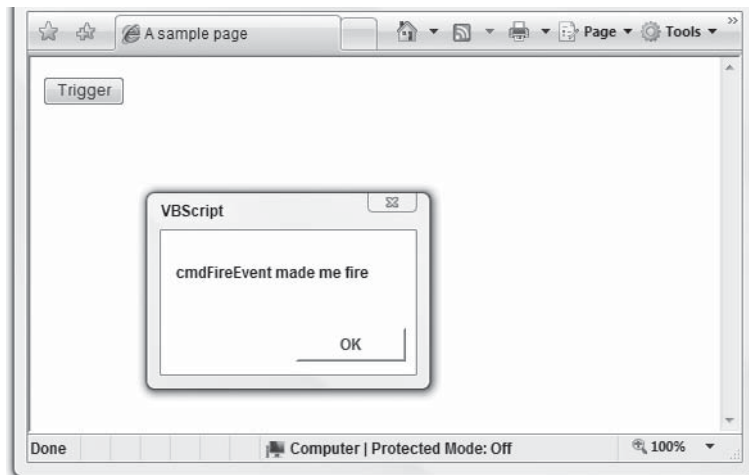 A sample page Page Tools
Trigger
VBScript
cmdFireEvent made me fire
OK
Done Computer | Protected Mode: Off 100%